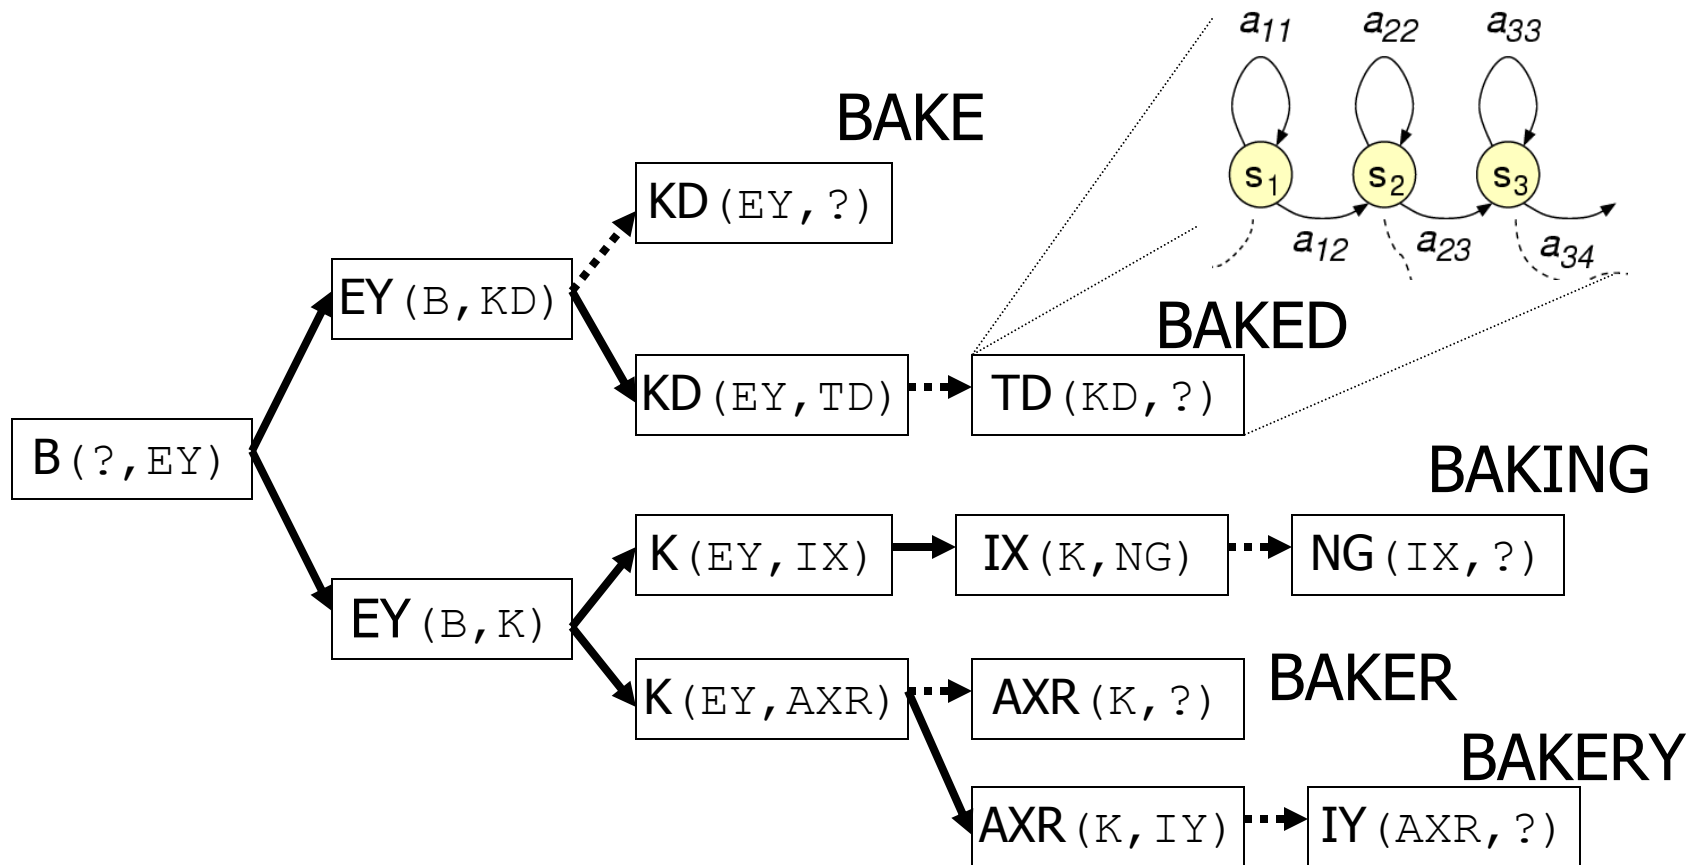 a11 a22 a33
BAKE
s1 s2 s3
KD(EY,?)
a12 a23 a34
EY(B,KD)
BAKED
KD(EY,TD) TD(KD,?)
B(?,EY)
BAKING
K(EY,IX) IX(K,NG) NG(IX,?)
EY(B,K)
BAKER
K(EY,AXR) AXR(K,?)
BAKERY
AXR(K,IY) IY(AXR,?)